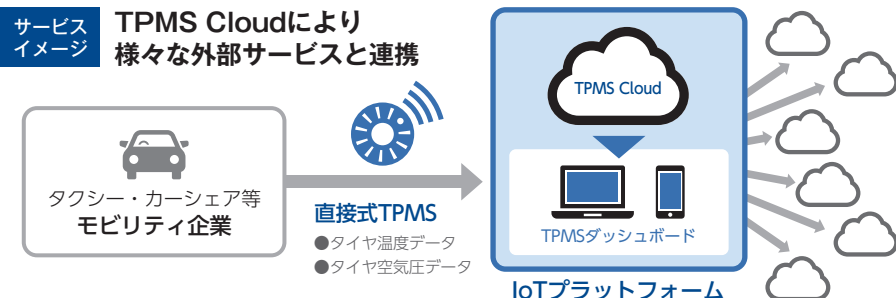 サービス
イメージ
TPMS Cloudにより
様々な外部サービスと連携
タクシー・カーシェア等
モビリティ企業
直接式TPMS
●タイヤ温度データ
●タイヤ空気圧データ
TPMS Cloud
TPMSダッシュボード
IoTプラットフォーム